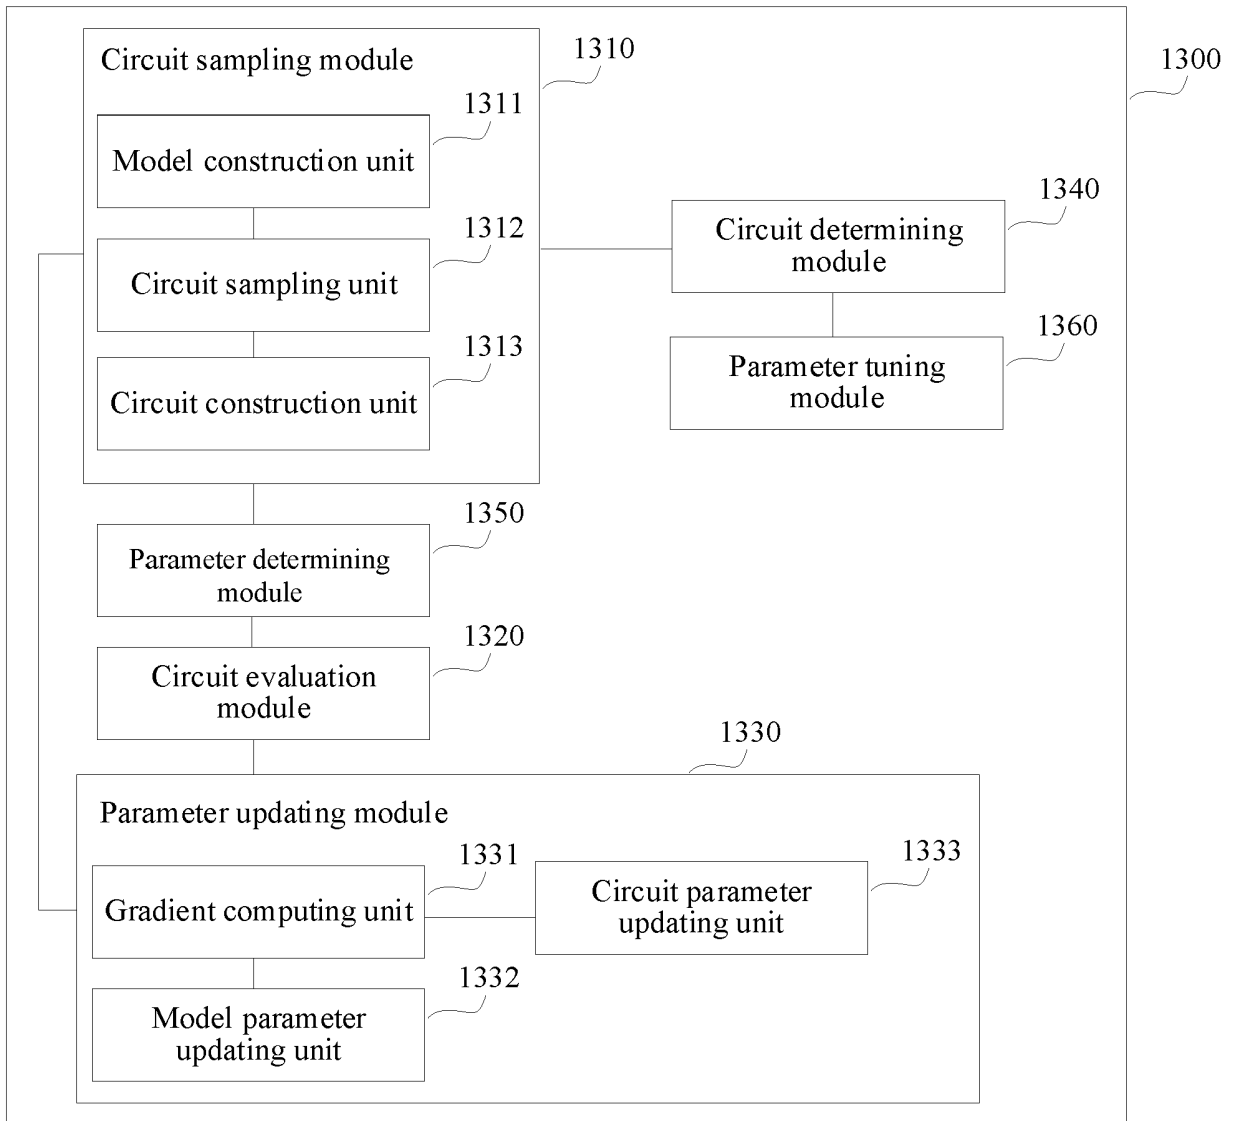 Circuit sampling module
1310
1300
1311
Model construction unit
1312
Circuit sampling unit
1313
Circuit construction unit
1340
Circuit determining
module
1360
Parameter tuning
module
1350
Parameter determining
module
1320
Circuit evaluation
module
1330
Parameter updating module
1331
Gradient computing unit
1333
Circuit parameter
updating unit
1332
Model parameter
updating unit